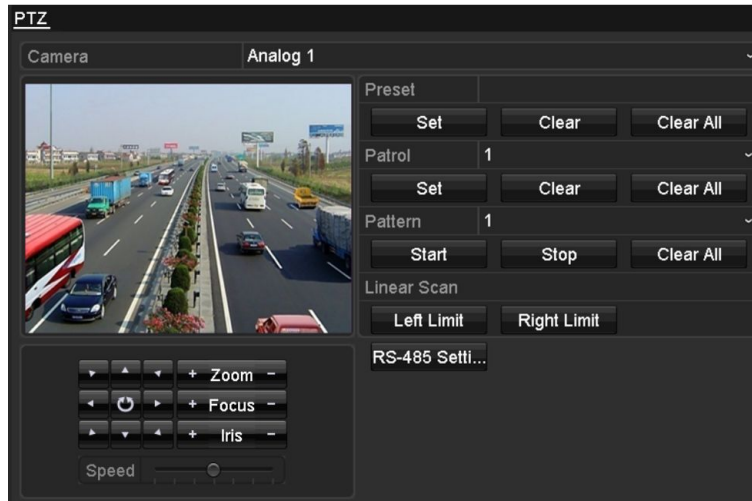 PTZ
Camera Analog 1
Preset
Set Clear Clear All
Patrol 1
Set Clear Clear All
Pattern 1
Start Stop Clear All
Linear Scan
Left Limit Right Limit
RS-485 Setti...
+ Zoom -
+ Focus -
+ Iris -
Speed